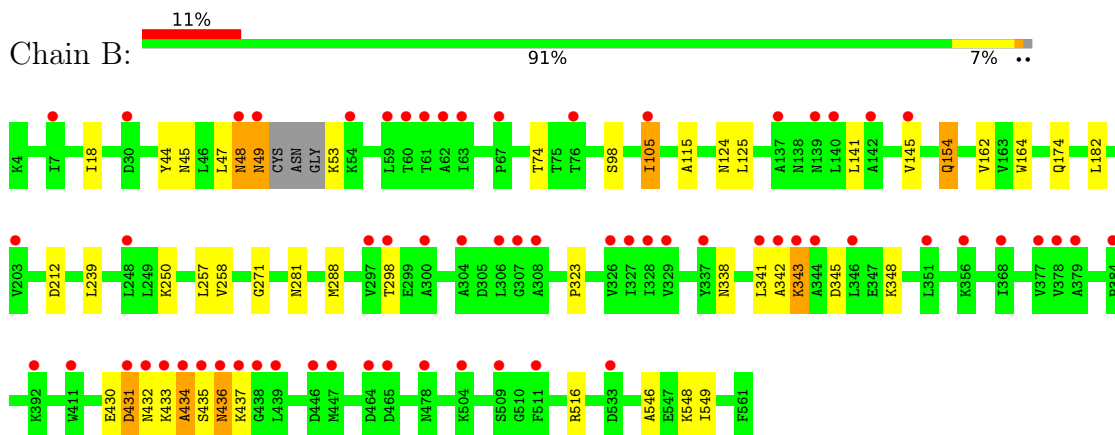 11%
Chain B:
91% 7% ••
K4 I7 I18 D30 Y44 N45 L46 L47 N48 N49 CYS ASN GLY K53 K54 L59 T60 T61 A62 I63 P67 T74 T75 T76 S98 I105 A115 N124 L125 A137 N138 N139 L140 L141 A142 V145 Q154 V162 V163 W164 Q174 L182
V203 D212 L239 L248 L249 K250 L257 V258 G271 N281 M288 V297 T298 E299 A300 A304 D305 L306 G307 A308 P323 V326 I327 I328 V329 Y337 N338 L341 A342 K343 A344 D345 L346 E347 K348 L351 K356 I368 V377 V378 A379
K392 W411 E430 D431 N432 K433 A434 S435 N436 K437 G438 L439 D446 M447 D464 D465 N478 K504 S509 G510 F511 R516 D533 A546 E547 K548 I549 F561